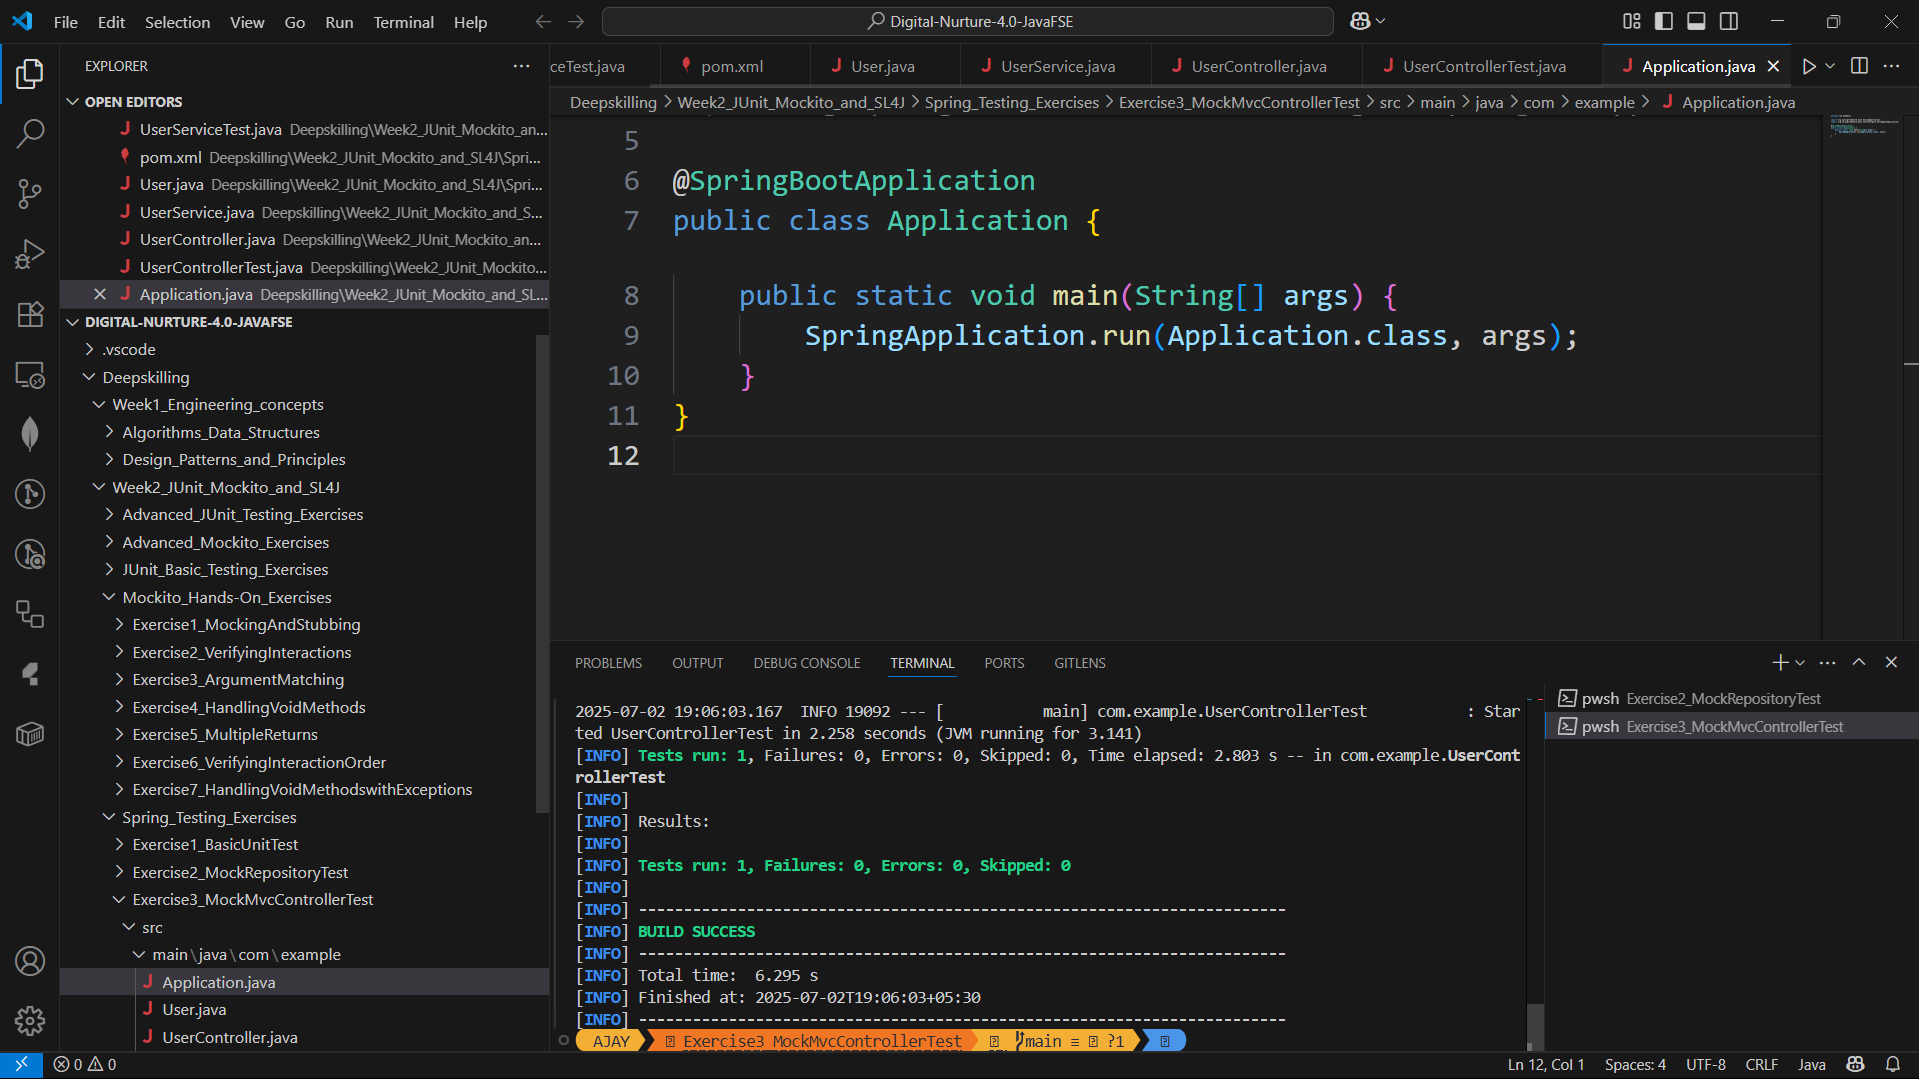 File Edit Selection View Go Run Terminal Help
Digital-Nurture-4.0-JavaFSE
EXPLORER
OPEN EDITORS
UserServiceTest.java Deepskilling\Week2_JUnit_Mockito_an...
pom.xml Deepskilling\Week2_JUnit_Mockito_and_SL4J\Spri...
User.java Deepskilling\Week2_JUnit_Mockito_and_SL4J\Spri...
UserService.java Deepskilling\Week2_JUnit_Mockito_and_S...
UserController.java Deepskilling\Week2_JUnit_Mockito_an...
UserControllerTest.java Deepskilling\Week2_JUnit_Mockito...
Application.java Deepskilling\Week2_JUnit_Mockito_and_SL...
DIGITAL-NURTURE-4.0-JAVAFSE
.vscode
Deepskilling
Week1_Engineering_concepts
Algorithms_Data_Structures
Design_Patterns_and_Principles
Week2_JUnit_Mockito_and_SL4J
Advanced_JUnit_Testing_Exercises
Advanced_Mockito_Exercises
JUnit_Basic_Testing_Exercises
Mockito_Hands-On_Exercises
Exercise1_MockingAndStubbing
Exercise2_VerifyingInteractions
Exercise3_ArgumentMatching
Exercise4_HandlingVoidMethods
Exercise5_MultipleReturns
Exercise6_VerifyingInteractionOrder
Exercise7_HandlingVoidMethodswithExceptions
Spring_Testing_Exercises
Exercise1_BasicUnitTest
Exercise2_MockRepositoryTest
Exercise3_MockMvcControllerTest
src
main\java\com\example
Application.java
User.java
UserController.java
ceTest.java pom.xml User.java UserService.java UserController.java UserControllerTest.java Application.java
Deepskilling > Week2_JUnit_Mockito_and_SL4J > Spring_Testing_Exercises > Exercise3_MockMvcControllerTest > src > main > java > com > example > Application.java
5
6 @SpringBootApplication
7 public class Application {
8 public static void main(String[] args) {
9 SpringApplication.run(Application.class, args);
10 }
11 }
12
PROBLEMS OUTPUT DEBUG CONSOLE TERMINAL PORTS GITLENS
2025-07-02 19:06:03.167  INFO 19092 --- [           main] com.example.UserControllerTest           : Star
ted UserControllerTest in 2.258 seconds (JVM running for 3.141)
[INFO] Tests run: 1, Failures: 0, Errors: 0, Skipped: 0, Time elapsed: 2.803 s -- in com.example.UserCont
rollerTest
[INFO]
[INFO] Results:
[INFO]
[INFO] Tests run: 1, Failures: 0, Errors: 0, Skipped: 0
[INFO]
[INFO] ------------------------------------------------------------------------
[INFO] BUILD SUCCESS
[INFO] ------------------------------------------------------------------------
[INFO] Total time:  6.295 s
[INFO] Finished at: 2025-07-02T19:06:03+05:30
[INFO] ------------------------------------------------------------------------
AJAY Exercise3_MockMvcControllerTest main ≡ ?1
pwsh Exercise2_MockRepositoryTest
pwsh Exercise3_MockMvcControllerTest
0 0 Ln 12, Col 1 Spaces: 4 UTF-8 CRLF Java